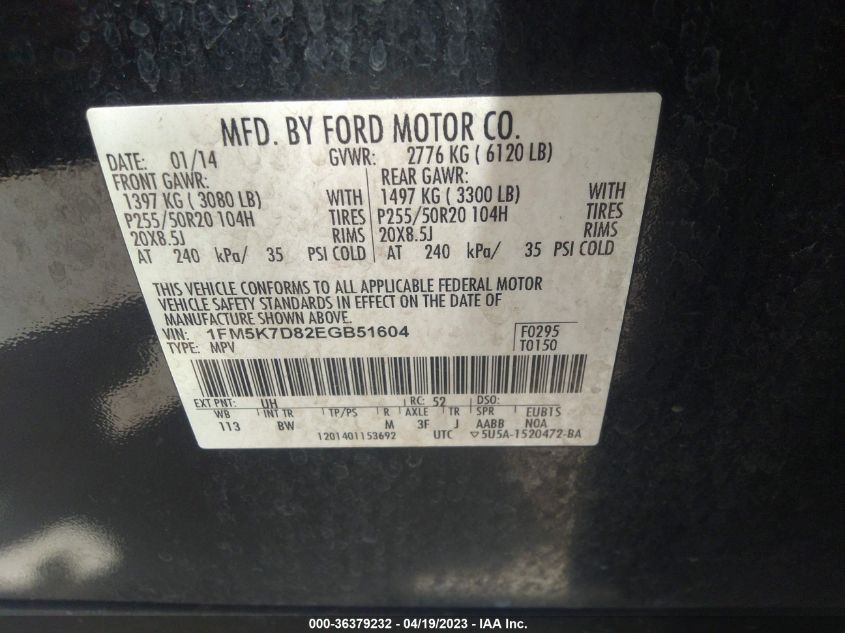 MFD. BY FORD MOTOR CO.
DATE: 01/14 GVWR: 2776 KG ( 6120 LB)
FRONT GAWR: REAR GAWR:
1397 KG ( 3080 LB) WITH 1497 KG ( 3300 LB) WITH
P255/50R20 104H TIRES P255/50R20 104H TIRES
20X8.5J RIMS 20X8.5J RIMS
AT 240 kPa/ 35 PSI COLD AT 240 kPa/ 35 PSI COLD
THIS VEHICLE CONFORMS TO ALL APPLICABLE FEDERAL MOTOR
VEHICLE SAFETY STANDARDS IN EFFECT ON THE DATE OF
MANUFACTURE SHOWN ABOVE.
VIN: 1FM5K7D82EGB51604 F0295
TYPE: MPV T0150
EXT PNT: UH RC: 52 DSO:
WB INT TR TP/PS R AXLE TR SPR EUBTS
113 BW M 3F J AABB NOA
1201401153692 UTC ▽5U5A-1520472-BA
000-36379232 - 04/19/2023 - IAA Inc.